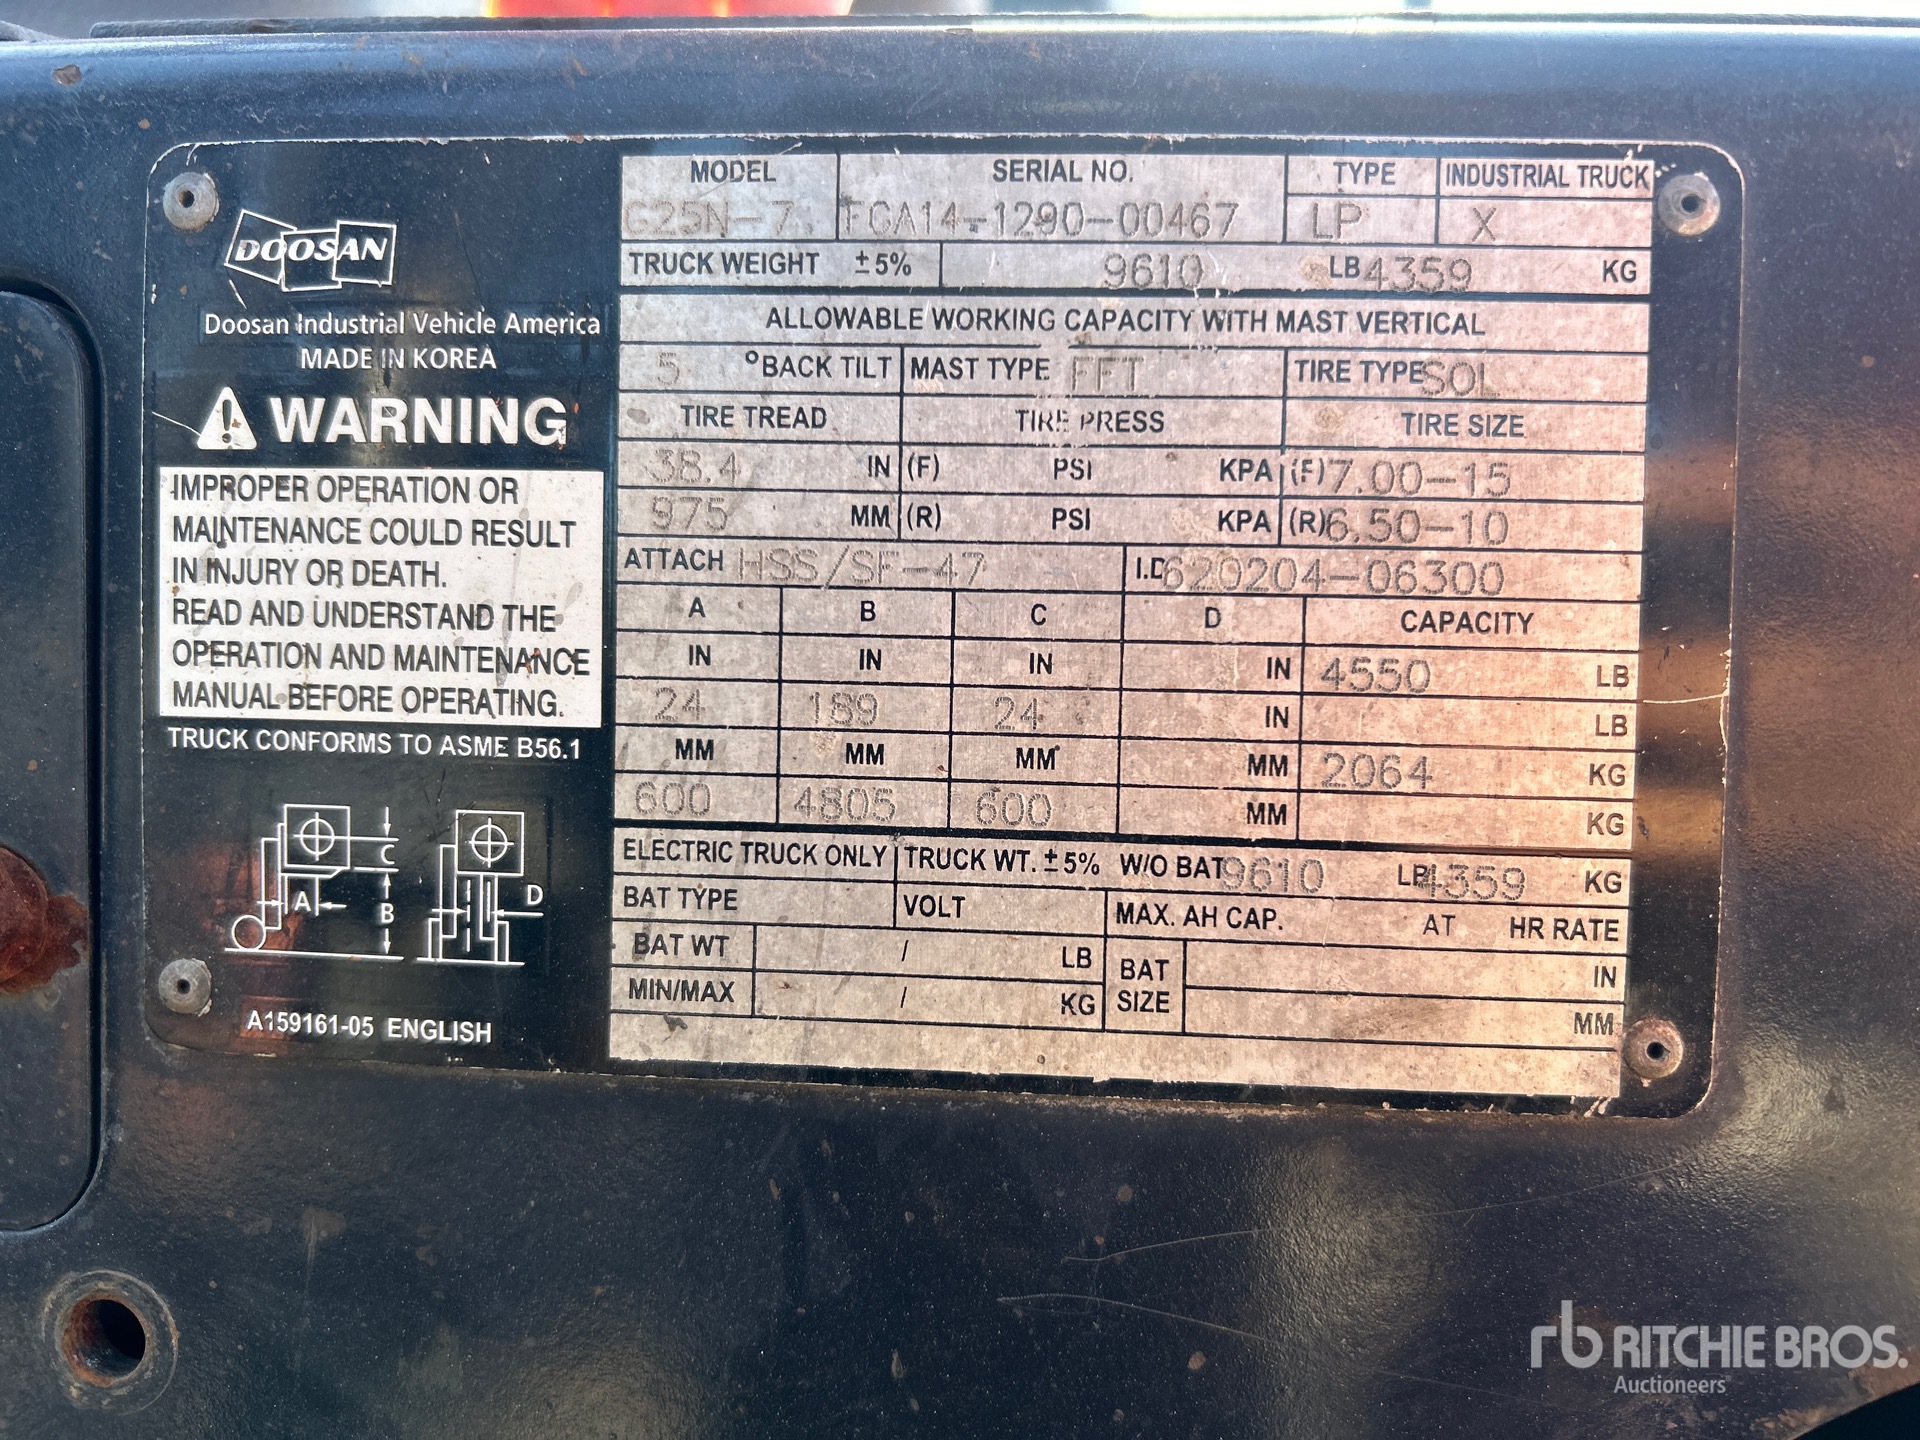 DOOSAN
Doosan Industrial Vehicle America
MADE IN KOREA
WARNING
IMPROPER OPERATION OR
MAINTENANCE COULD RESULT
IN INJURY OR DEATH.
READ AND UNDERSTAND THE
OPERATION AND MAINTENANCE
MANUAL BEFORE OPERATING.
TRUCK CONFORMS TO ASME B56.1
C
A
B
D
A159161-05 ENGLISH
MODEL SERIAL NO. TYPE INDUSTRIAL TRUCK
G25N-7 FGA14-1290-00467 LP X
TRUCK WEIGHT ±5% 9610 LB 4359 KG
ALLOWABLE WORKING CAPACITY WITH MAST VERTICAL
5 °BACK TILT MAST TYPE FFT TIRE TYPE SOL
TIRE TREAD TIRE PRESS TIRE SIZE
38.4 IN (F) PSI KPA (F) 7.00-15
975 MM (R) PSI KPA (R) 6.50-10
ATTACH HSS/SF-47 I.D 620204-06300
A B C D CAPACITY
IN IN IN IN 4550 LB
24 189 24 IN LB
MM MM MM MM 2064 KG
600 4805 600 MM KG
ELECTRIC TRUCK ONLY TRUCK WT. ±5% W/O BAT 9610 LB 4359 KG
BAT TYPE VOLT MAX. AH CAP. AT HR RATE
BAT WT / LB BAT SIZE IN
MIN/MAX / KG MM
rb RITCHIE BROS.
Auctioneers